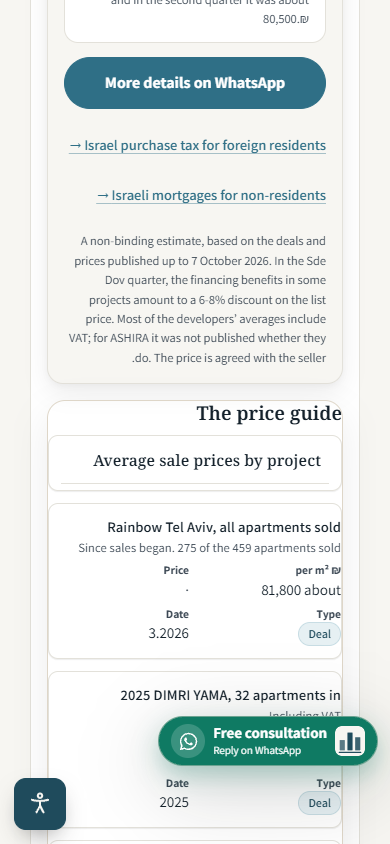 and in the second quarter it was about
80,500.₪
More details on WhatsApp
→ Israel purchase tax for foreign residents
→ Israeli mortgages for non-residents
A non-binding estimate, based on the deals and
prices published up to 7 October 2026. In the Sde
Dov quarter, the financing benefits in some
projects amount to a 6-8% discount on the list
price. Most of the developers' averages include
VAT; for ASHIRA it was not published whether they
.do. The price is agreed with the seller
The price guide
Average sale prices by project
Rainbow Tel Aviv, all apartments sold
Since sales began. 275 of the 459 apartments sold
Price
per m² ₪
·
81,800 about
Date
Type
3.2026
Deal
2025 DIMRI YAMA, 32 apartments in
Including VAT
Free consultation
Reply on WhatsApp
Date
Type
2025
Deal